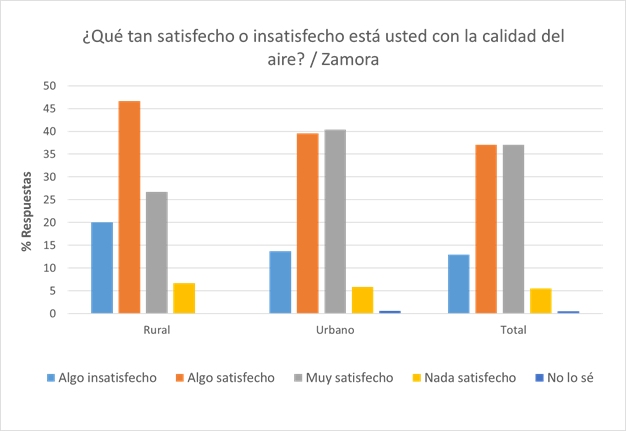 ¿Qué tan satisfecho o insatisfecho está usted con la calidad del
aire? / Zamora
50
45
40
35
30
25
20
15
10
5
0
% Respuestas
Rural
Urbano
Total
Algo insatisfecho
Algo satisfecho
Muy satisfecho
Nada satisfecho
No lo sé